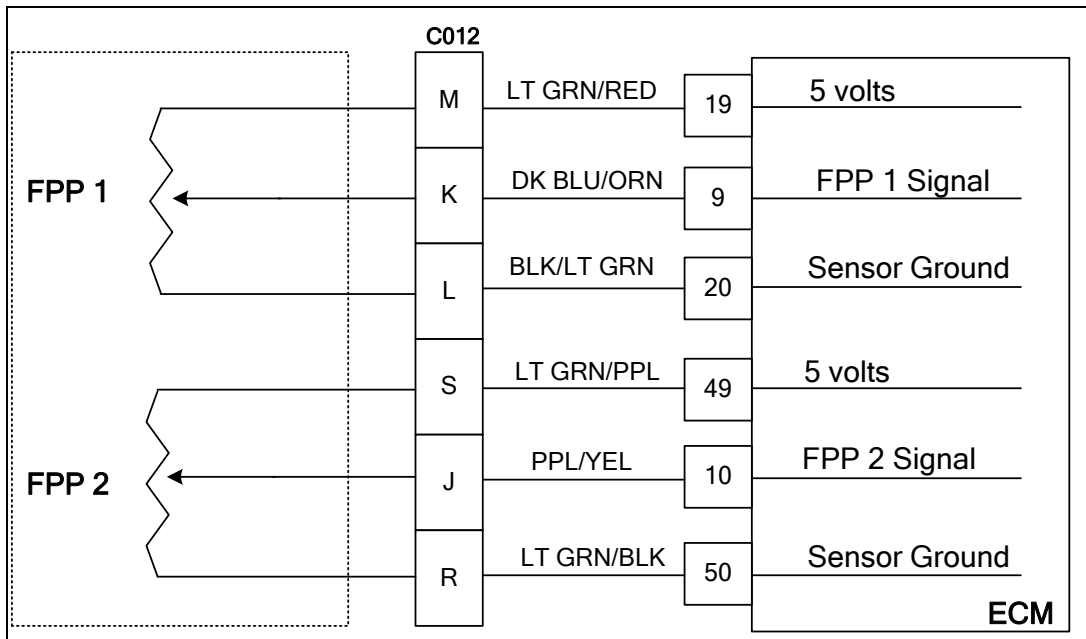 C012
M LT GRN/RED 19 5 volts
FPP 1 K DK BLU/ORN 9 FPP 1 Signal
L BLK/LT GRN 20 Sensor Ground
S LT GRN/PPL 49 5 volts
FPP 2 J PPL/YEL 10 FPP 2 Signal
R LT GRN/BLK 50 Sensor Ground
ECM